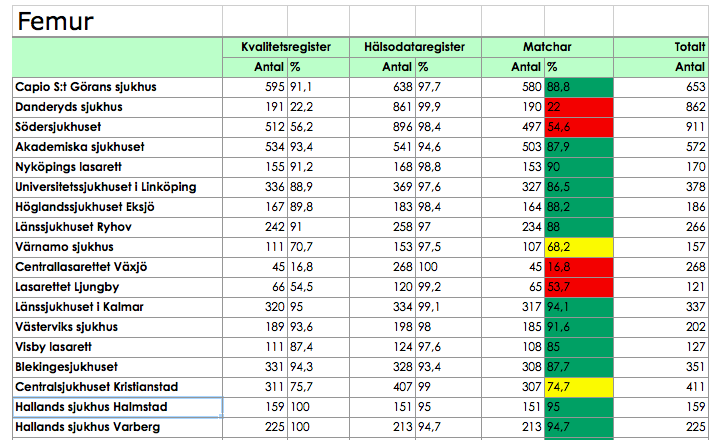 Femur
Kvalitetsregister Hälsodataregister Matchar Totalt
Antal % Antal % Antal % Antal
Capio S:t Görans sjukhus 595 91,1 638 97,7 580 88,8 653
Danderyds sjukhus 191 22,2 861 99,9 190 22 862
Södersjukhuset 512 56,2 896 98,4 497 54,6 911
Akademiska sjukhuset 534 93,4 541 94,6 503 87,9 572
Nyköpings lasarett 155 91,2 168 98,8 153 90 170
Universitetssjukhuset i Linköping 336 88,9 369 97,6 327 86,5 378
Höglandssjukhuset Eksjö 167 89,8 183 98,4 164 88,2 186
Länssjukhuset Ryhov 242 91 258 97 234 88 266
Värnamo sjukhus 111 70,7 153 97,5 107 68,2 157
Centrallasarettet Växjö 45 16,8 268 100 45 16,8 268
Lasarettet Ljungby 66 54,5 120 99,2 65 53,7 121
Länssjukhuset i Kalmar 320 95 334 99,1 317 94,1 337
Västerviks sjukhus 189 93,6 198 98 185 91,6 202
Visby lasarett 111 87,4 124 97,6 108 85 127
Blekingesjukhuset 331 94,3 328 93,4 308 87,7 351
Centralsjukhuset Kristianstad 311 75,7 407 99 307 74,7 411
Hallands sjukhus Halmstad 159 100 151 95 151 95 159
Hallands sjukhus Varberg 225 100 213 94,7 213 94,7 225